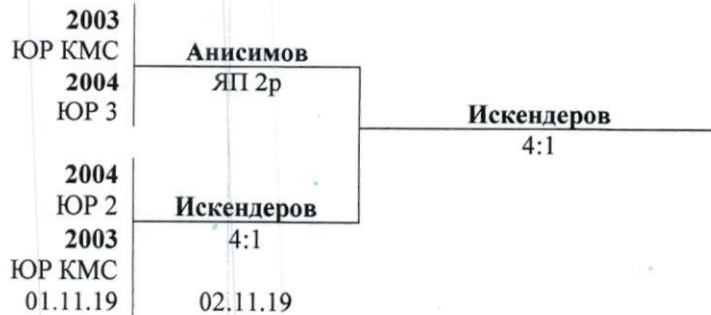 2003
ЮР КМС
Анисимов
2004
ЯП 2р
ЮР 3
Искендеров
4:1
2004
ЮР 2
Искендеров
2003
4:1
ЮР КМС
01.11.19 02.11.19